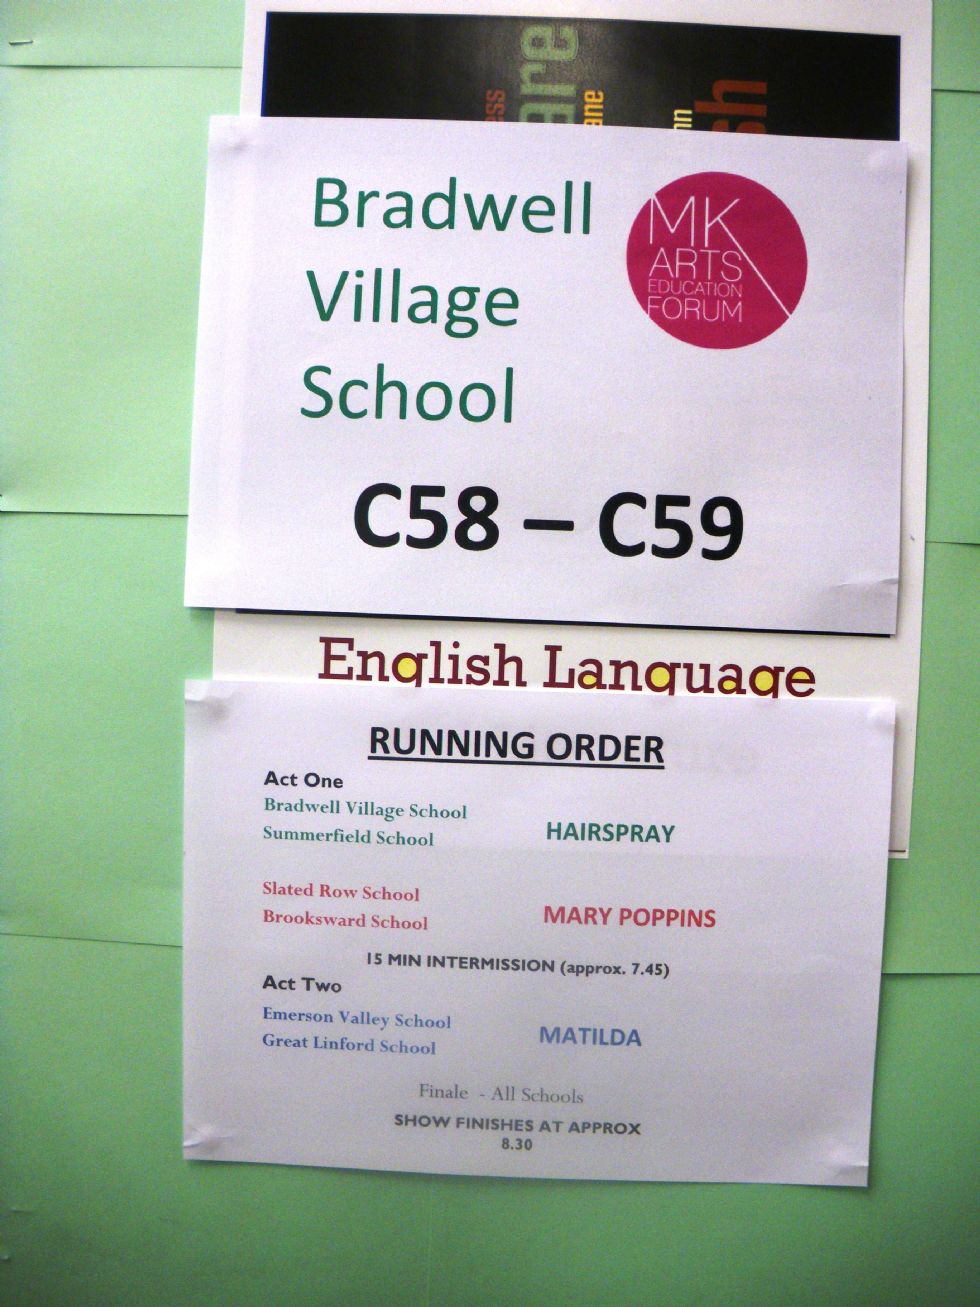 Bradwell
Village
School
MK
ARTS
EDUCATION
FORUM
C58 – C59
English Language
RUNNING ORDER
Act One
Bradwell Village School
Summerfield School
HAIRSPRAY
Slated Row School
Brooksward School
MARY POPPINS
15 MIN INTERMISSION (approx. 7.45)
Act Two
Emerson Valley School
Great Linford School
MATILDA
Finale - All Schools
SHOW FINISHES AT APPROX
8.30